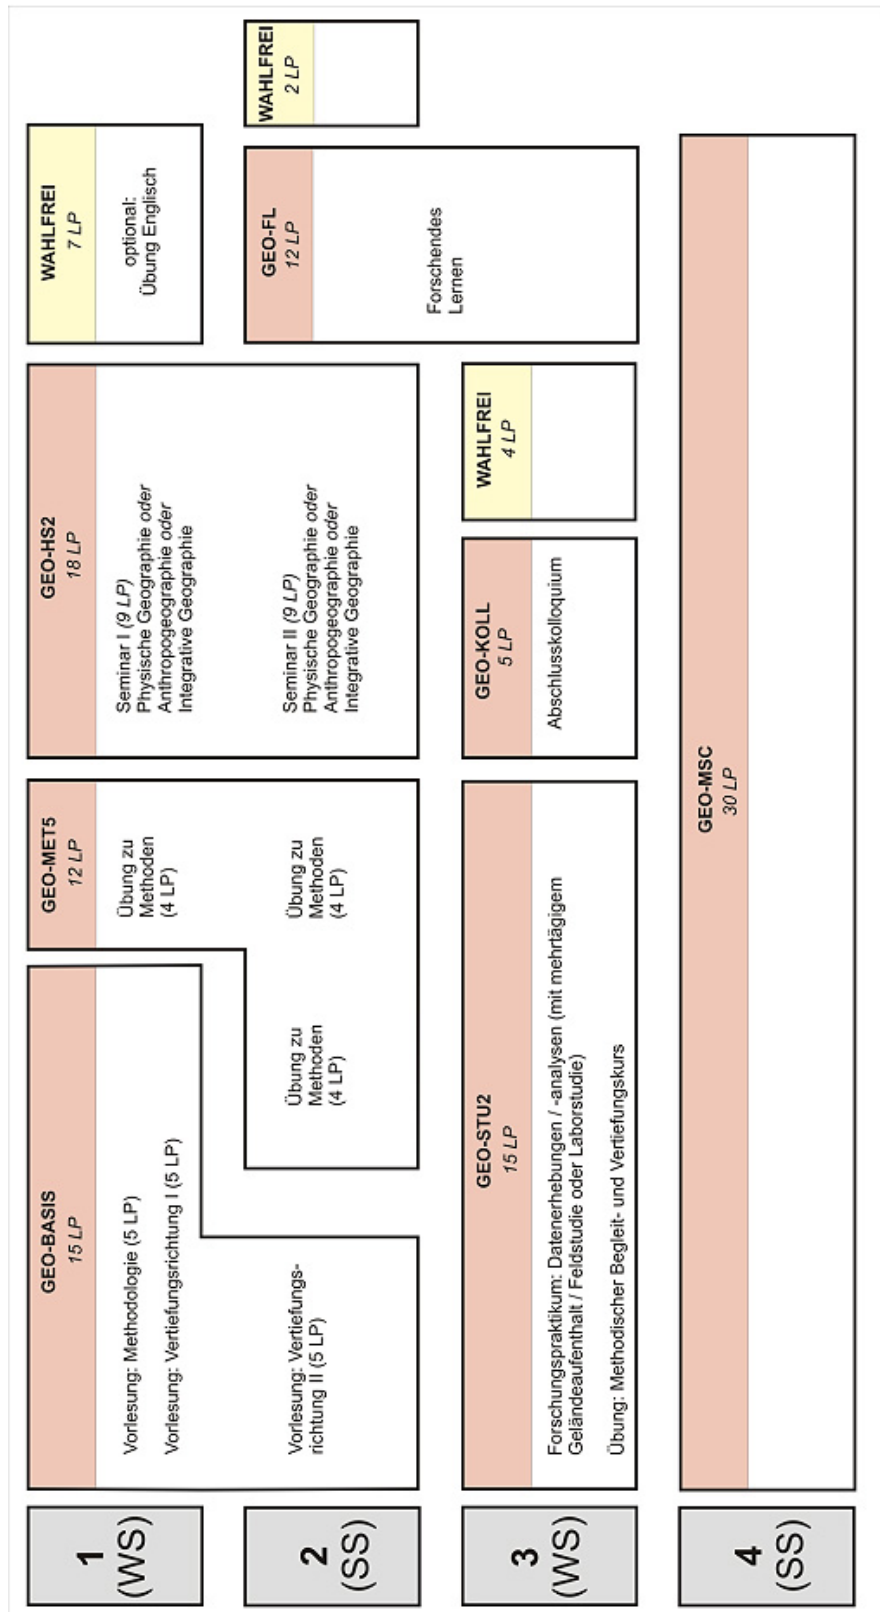 1
(WS)
GEO-BASIS
15 LP
Vorlesung: Methodologie (5 LP)
Vorlesung: Vertiefungsrichtung I (5 LP)
GEO-MET5
12 LP
Übung zu
Methoden
(4 LP)
GEO-HS2
18 LP
Seminar I (9 LP)
Physische Geographie oder
Anthropogeographie oder
Integrative Geographie
WAHLFREI
7 LP
optional:
Übung Englisch
2
(SS)
Vorlesung: Vertiefungs-
richtung II (5 LP)
Übung zu
Methoden
(4 LP)
Übung zu
Methoden
(4 LP)
Seminar II (9 LP)
Physische Geographie oder
Anthropogeographie oder
Integrative Geographie
GEO-FL
12 LP
Forschendes
Lernen
WAHLFREI
2 LP
3
(WS)
GEO-STU2
15 LP
Forschungspraktikum: Datenerhebungen / -analysen (mit mehrtägigem
Geländeaufenthalt / Feldstudie oder Laborstudie)
Übung: Methodischer Begleit- und Vertiefungskurs
GEO-KOLL
5 LP
Abschlusskolloquium
WAHLFREI
4 LP
4
(SS)
GEO-MSC
30 LP